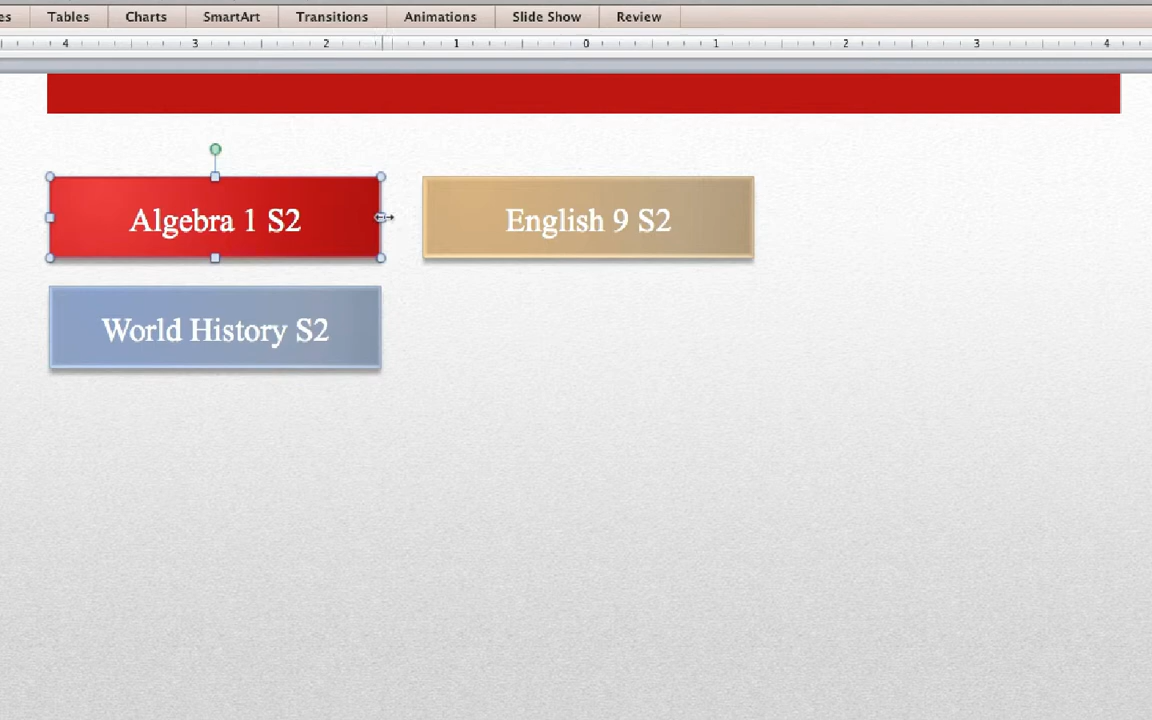 es Tables Charts SmartArt Transitions Animations Slide Show Review
4 3 2 1 0 1 2 3 4
Algebra 1 S2 English 9 S2
World History S2